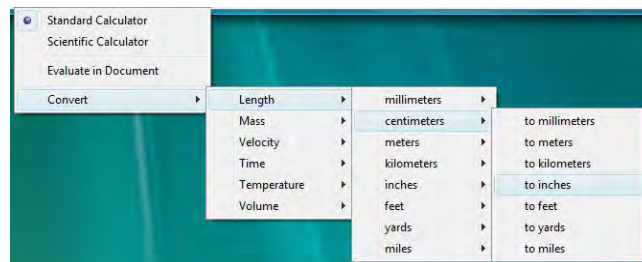 Standard Calculator
Scientific Calculator
Evaluate in Document
Convert
Length
Mass
Velocity
Time
Temperature
Volume
millimeters
centimeters
meters
kilometers
inches
feet
yards
miles
to millimeters
to meters
to kilometers
to inches
to feet
to yards
to miles